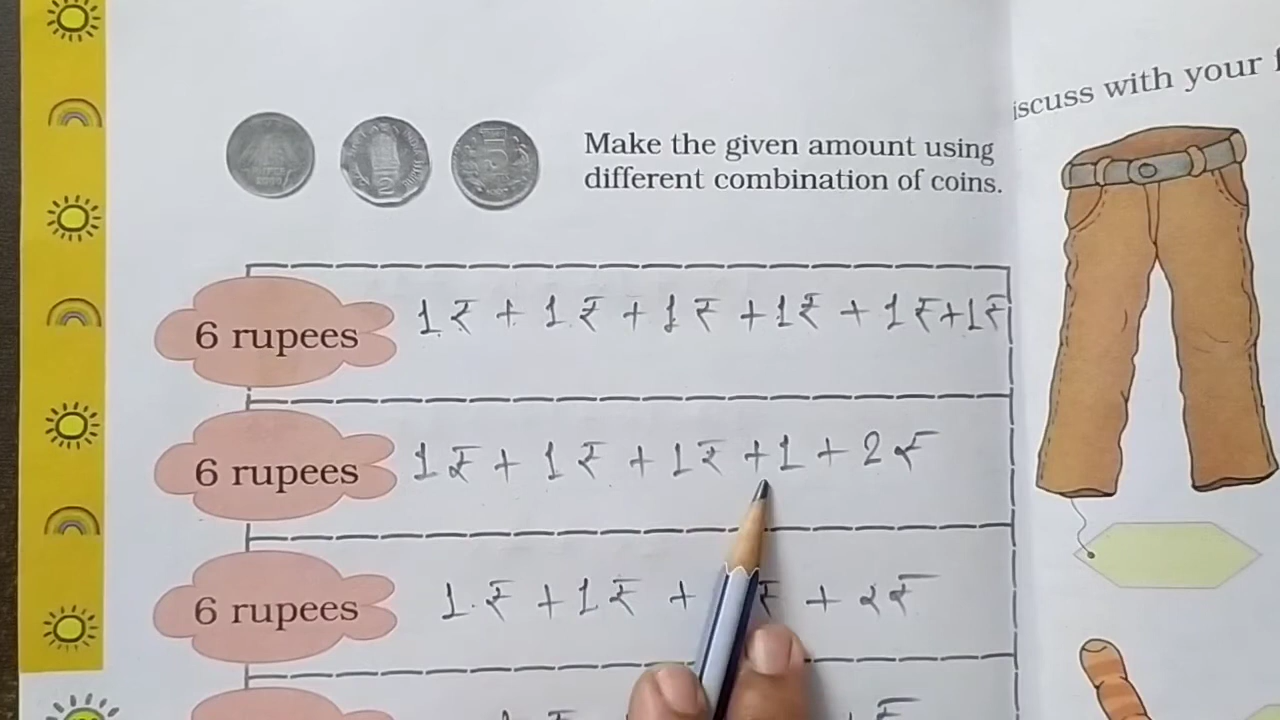 iscuss with your f
Make the given amount using
different combination of coins.
6 rupees 1₹ + 1₹ + 1₹ + 1₹ + 1₹ + 1₹
6 rupees 1₹ + 1₹ + 1₹ + 1 + 2₹
6 rupees 1₹ + 1₹ + ₹ + 2₹